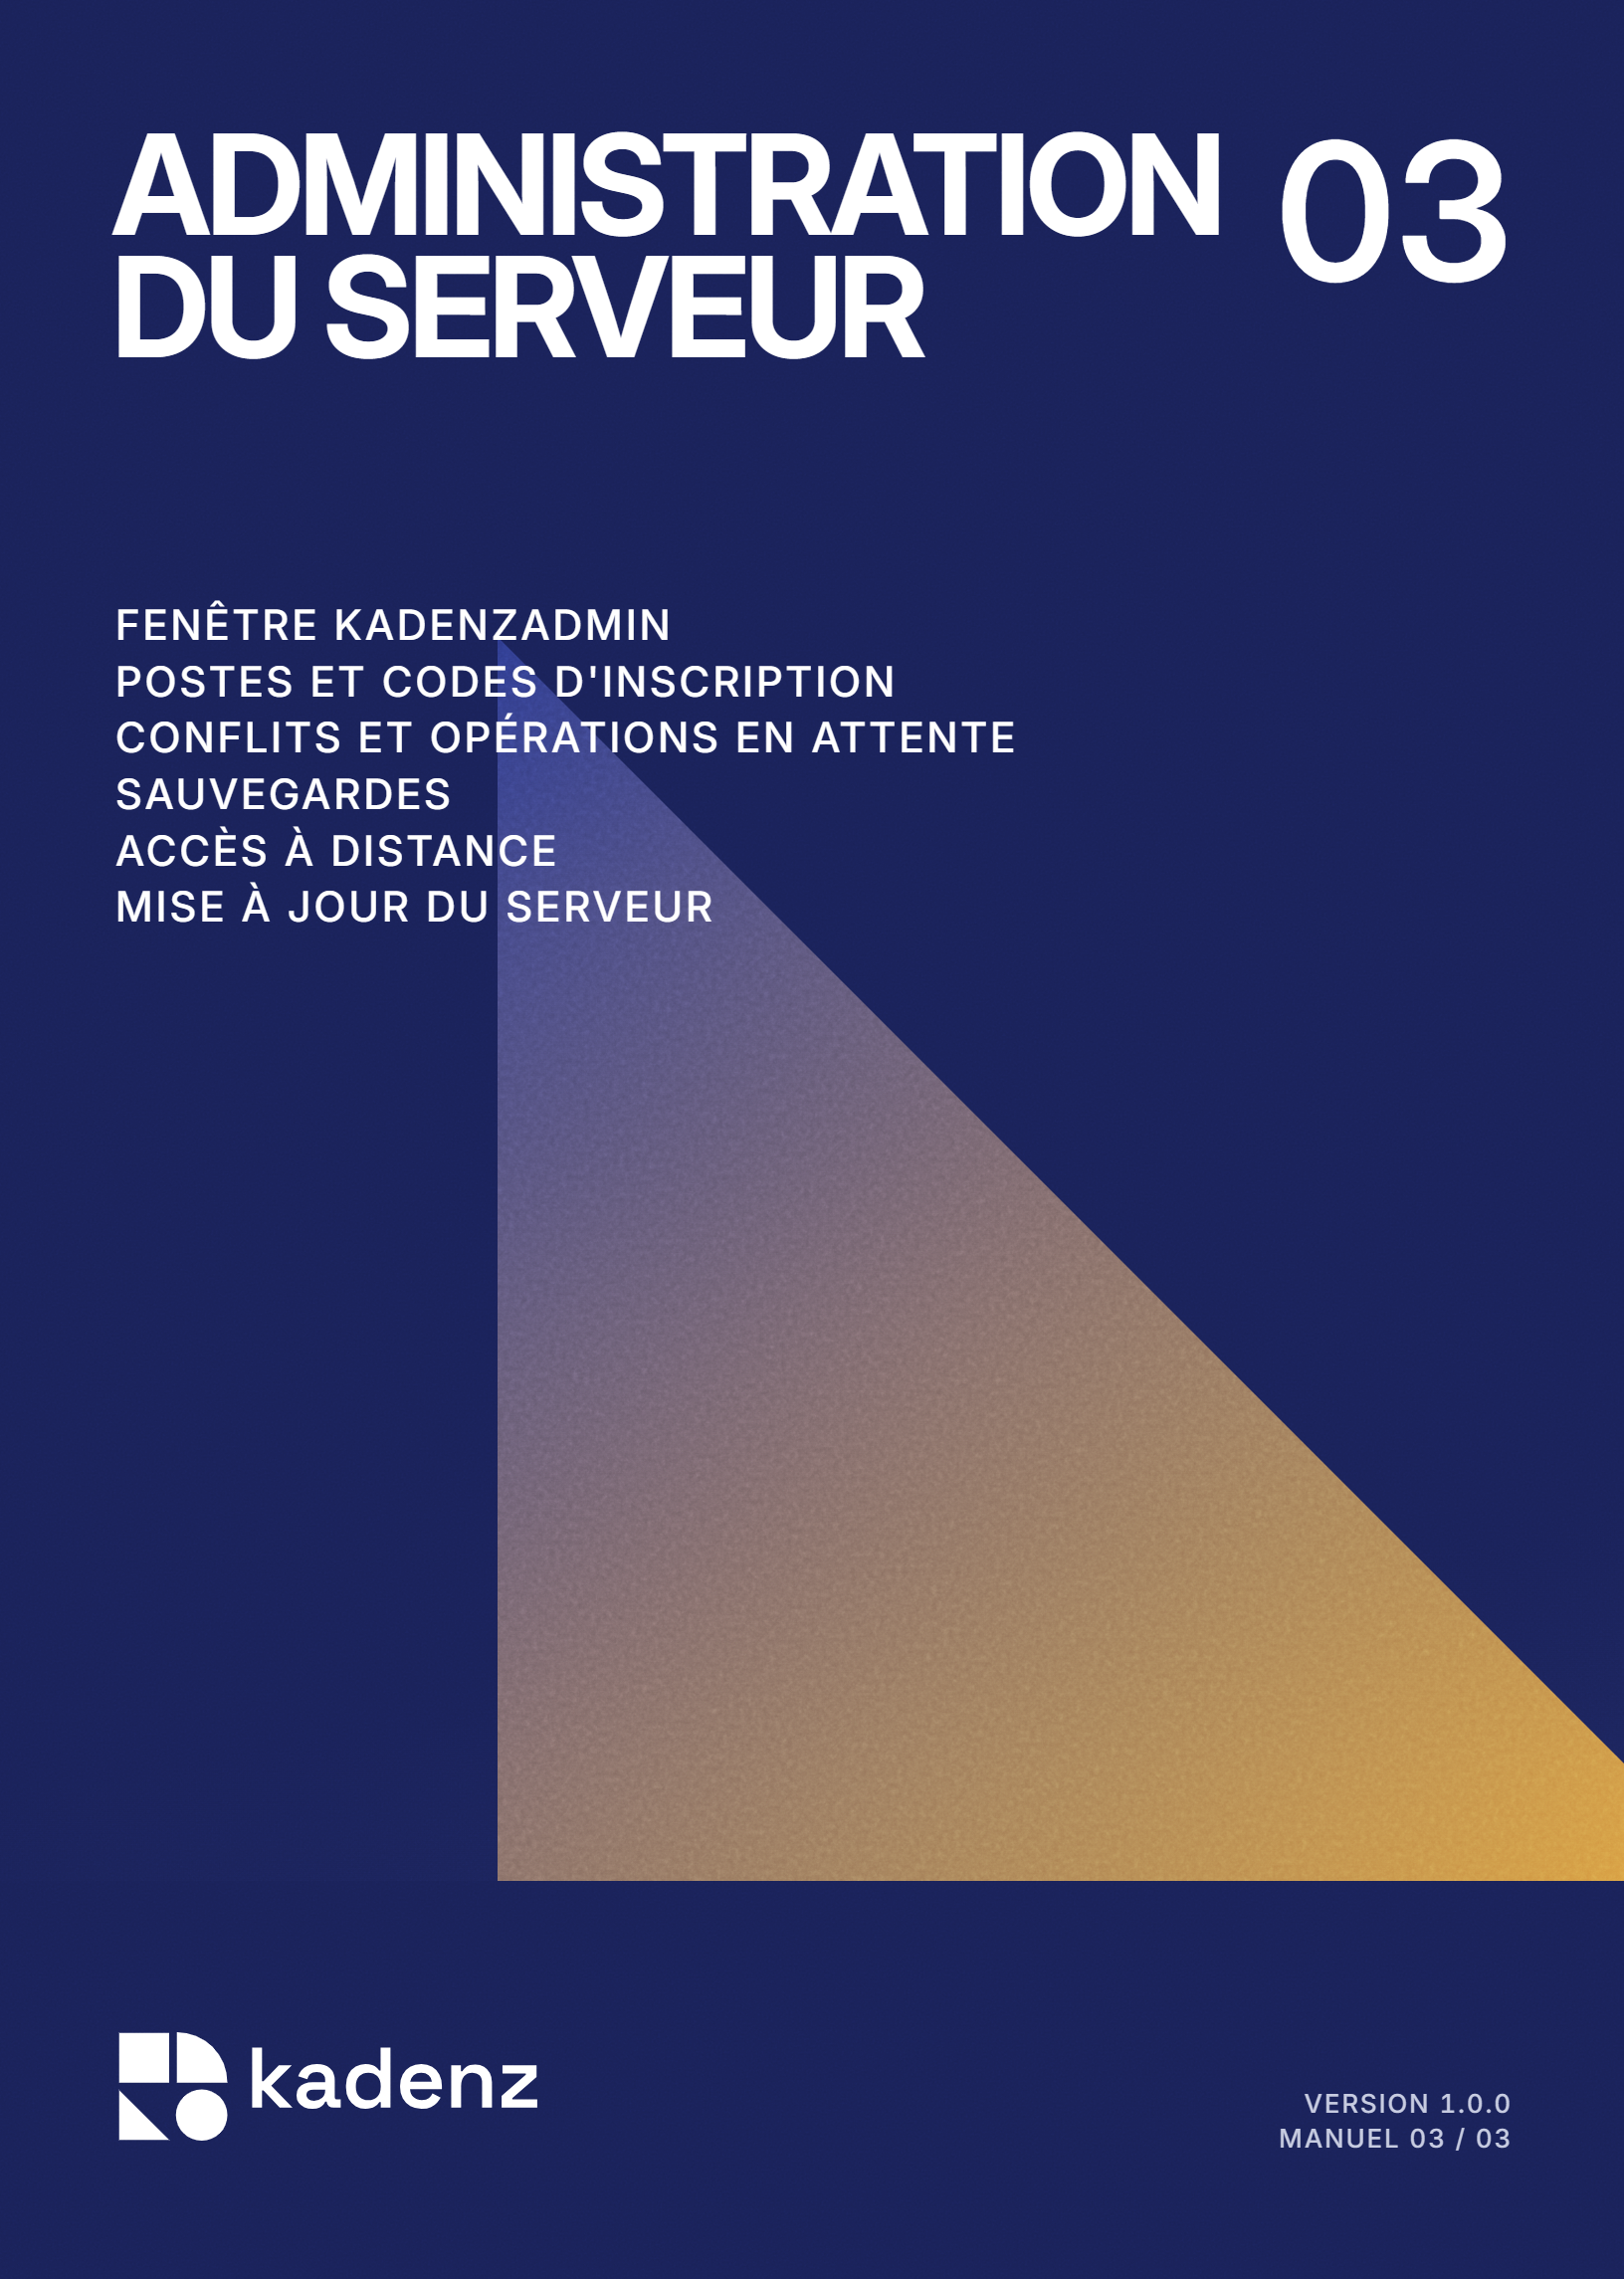 ADMINISTRATION 03
DU SERVEUR
FENÊTRE KADENZADMIN
POSTES ET CODES D'INSCRIPTION
CONFLITS ET OPÉRATIONS EN ATTENTE
SAUVEGARDES
ACCÈS À DISTANCE
MISE À JOUR DU SERVEUR
kadenz
VERSION 1.0.0
MANUEL 03 / 03